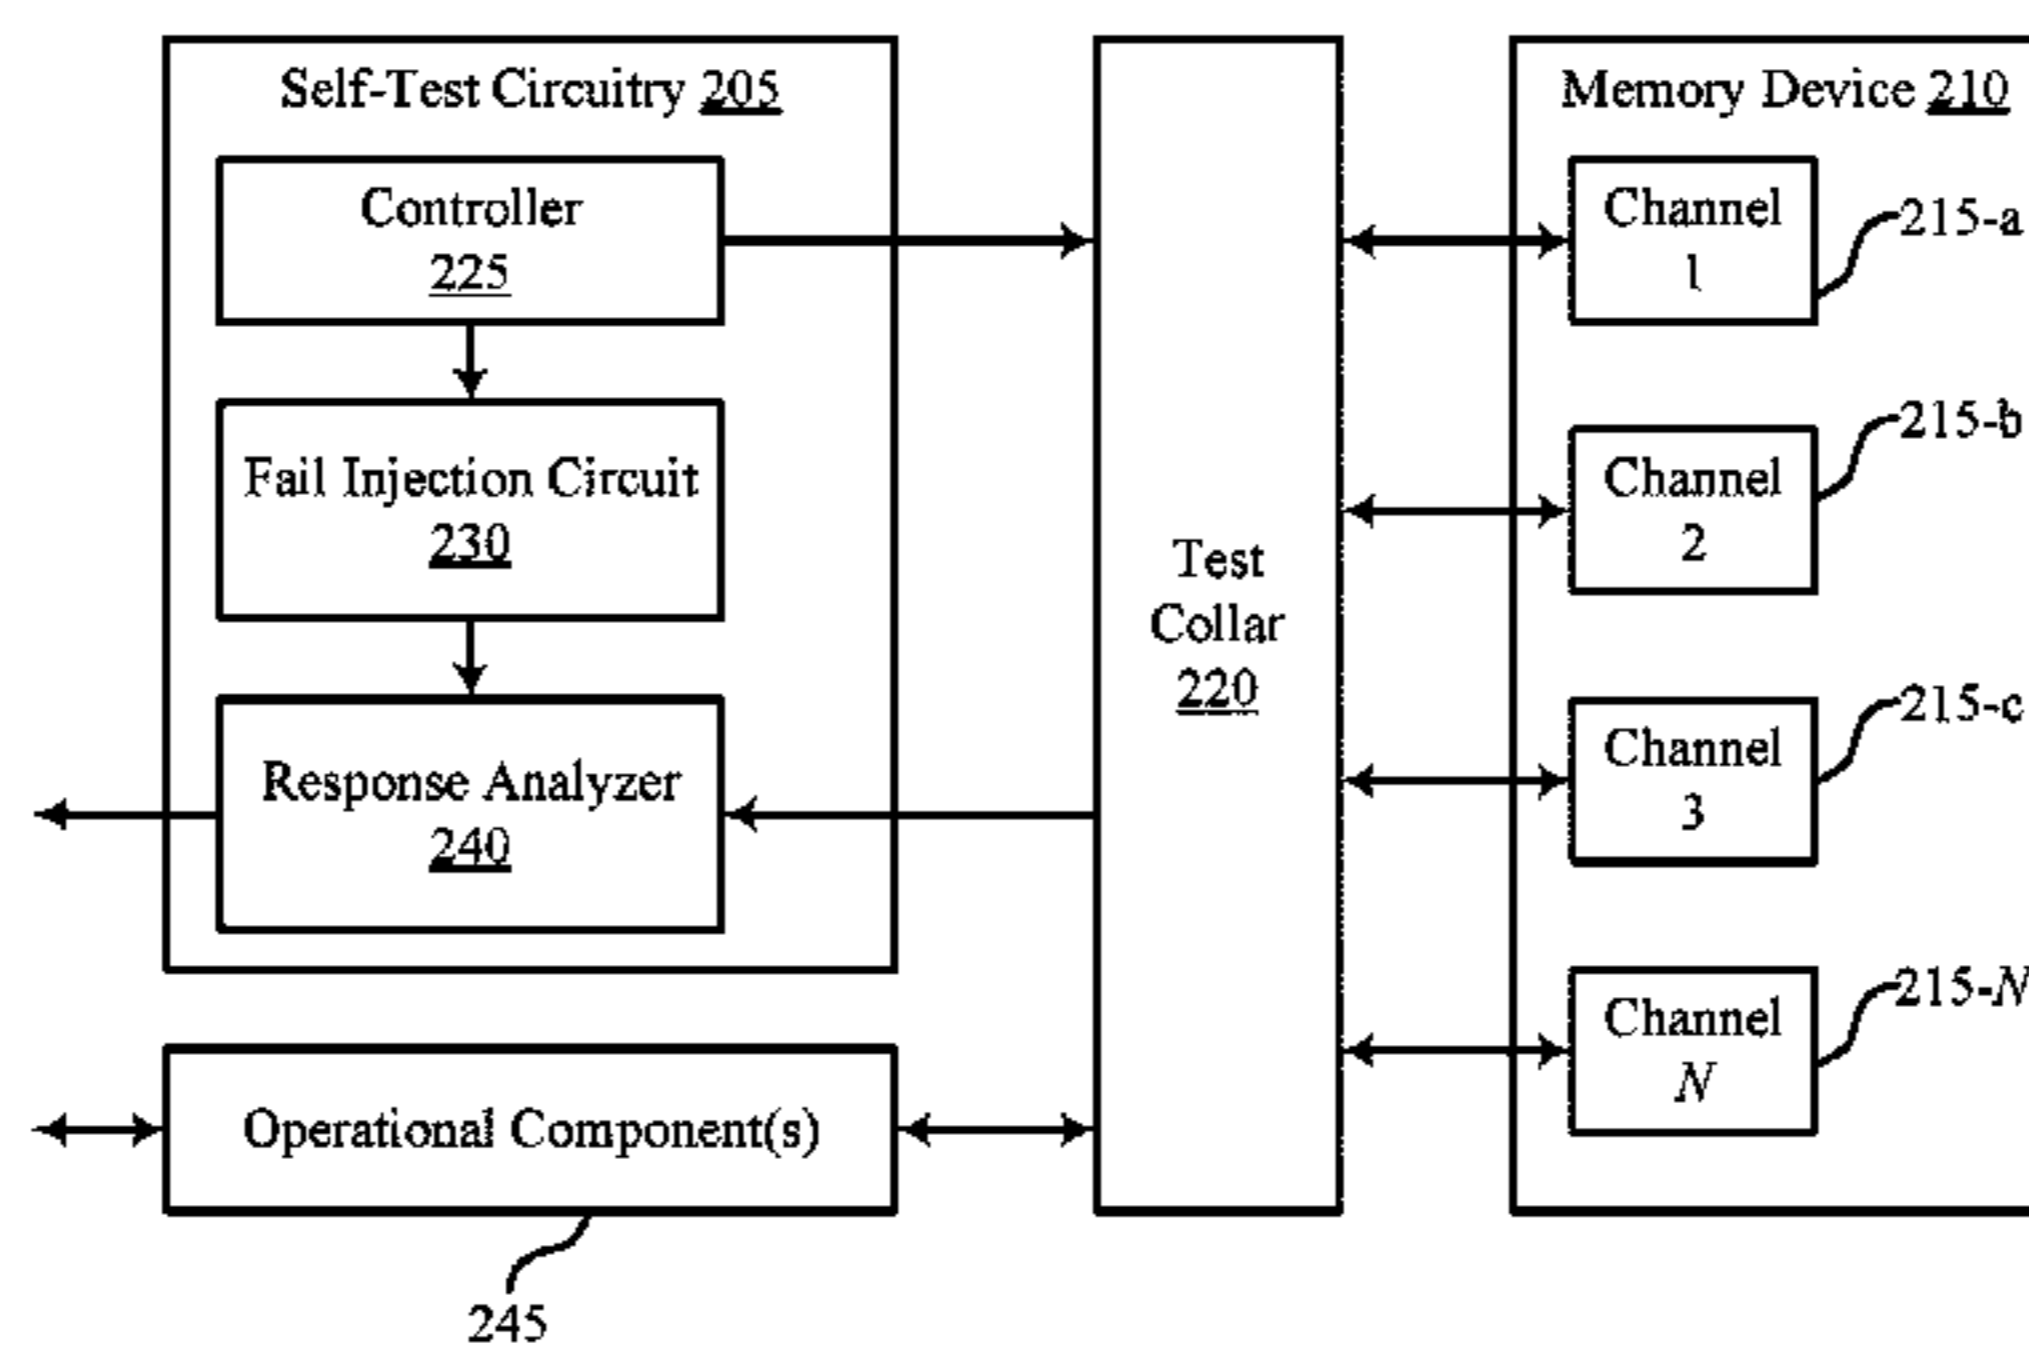 Self-Test Circuitry 205
Controller
225
Fail Injection Circuit
230
Response Analyzer
240
Operational Component(s)
245
Test
Collar
220
Memory Device 210
Channel
1
215-a
Channel
2
215-b
Channel
3
215-c
Channel
N
215-N